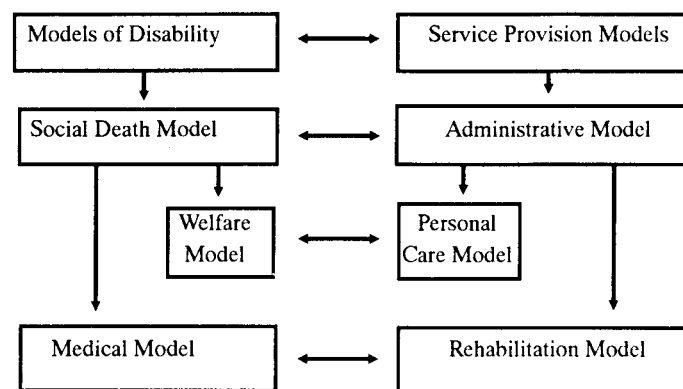 Models of Disability
Service Provision Models
Social Death Model
Administrative Model
Welfare
Model
Personal
Care Model
Medical Model
Rehabilitation Model